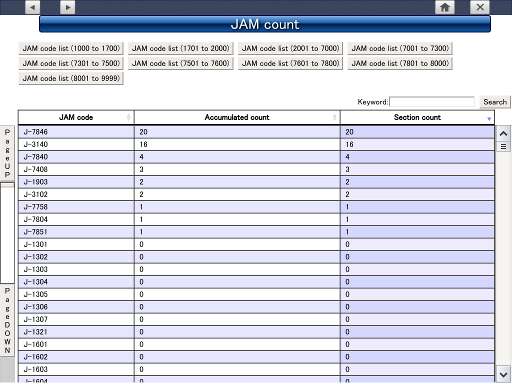 JAM count
JAM code list (1000 to 1700) JAM code list (1701 to 2000) JAM code list (2001 to 7000) JAM code list (7001 to 7300)
JAM code list (7301 to 7500) JAM code list (7501 to 7600) JAM code list (7601 to 7800) JAM code list (7801 to 8000)
JAM code list (8001 to 9999)
Keyword: Search
JAM code Accumulated count Section count
J-7846 20 20
J-3140 16 16
J-7840 4 4
J-7408 3 3
J-1903 2 2
J-3102 2 2
J-7758 1 1
J-7804 1 1
J-7851 1 1
J-1301 0 0
J-1302 0 0
J-1303 0 0
J-1304 0 0
J-1305 0 0
J-1306 0 0
J-1307 0 0
J-1321 0 0
J-1601 0 0
J-1602 0 0
J-1603 0 0
J-1604 0 0
PageUP
PageDOWN